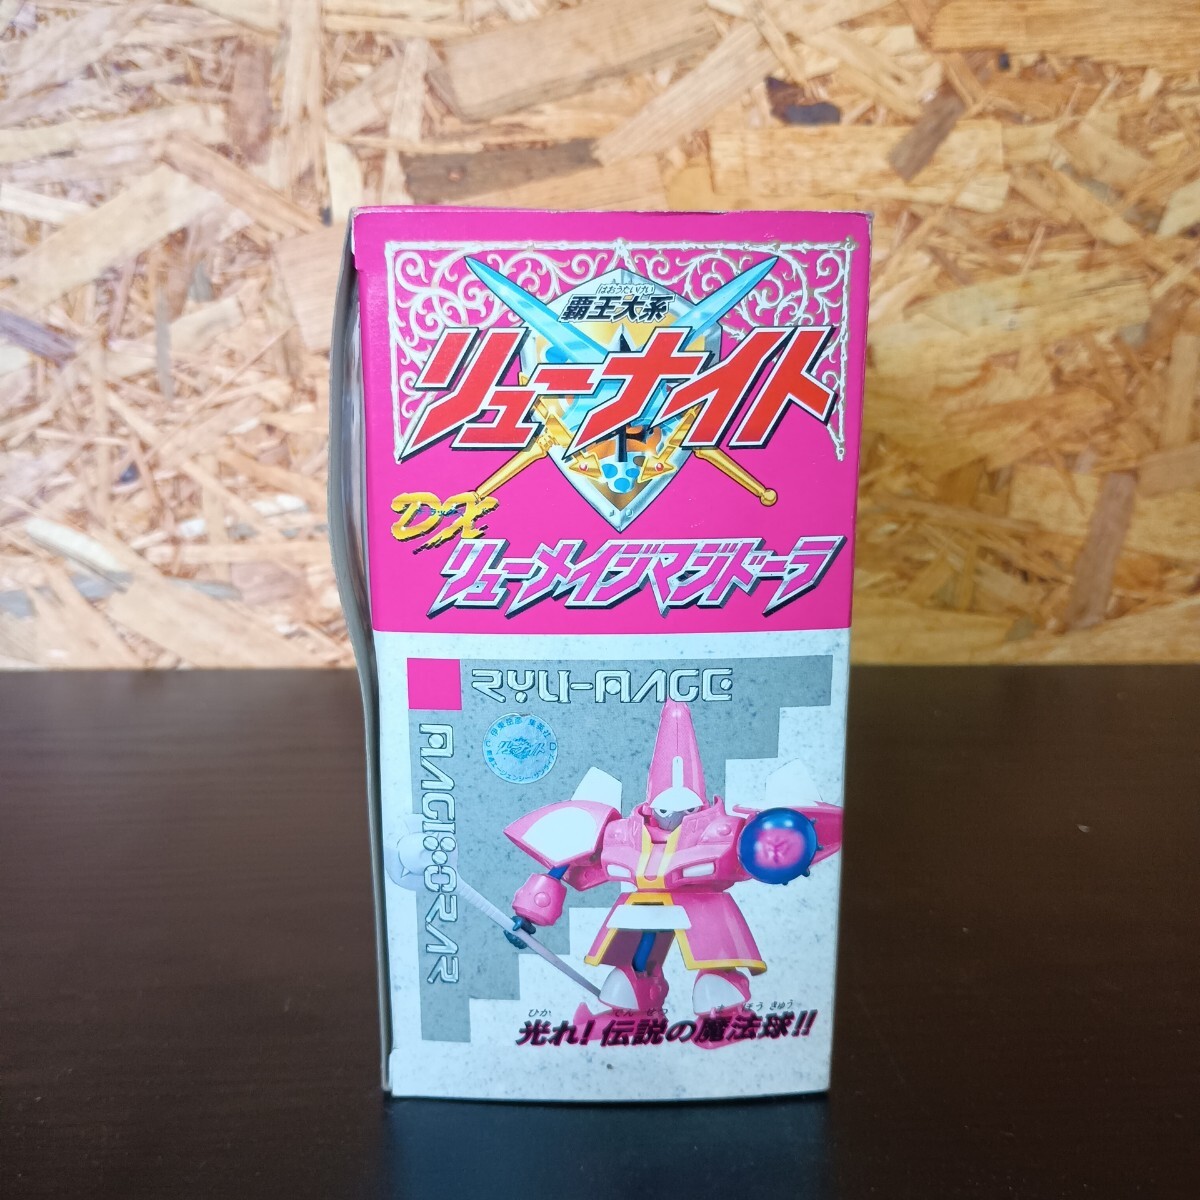 はおうたいけい
覇王大系
リューナイト
DX
リューメイジマジドーラ
RYU-MAGE
ひか でんせつ まほうきゅう
光れ!伝説の魔法球!!